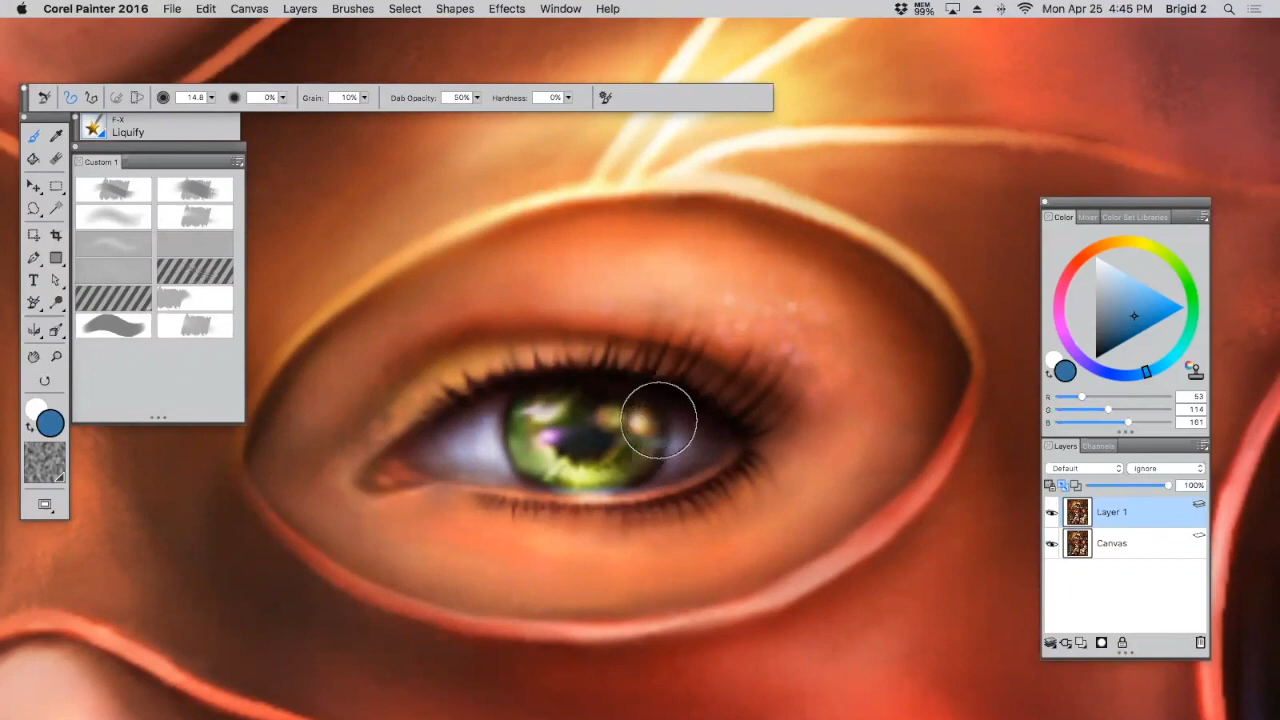 Corel Painter 2016 File Edit Canvas Layers Brushes Select Shapes Effects Window Help MEM 99% Mon Apr 25 4:45 PM Brigid 2
14.8 0% Grain: 10% Dab Opacity: 50% Hardness: 0%
F-X
Liquify
Custom 1
T
Color Mixer Color Set Libraries
R 53
G 114
B 161
Layers Channels
Default Ignore
100%
Layer 1
Canvas